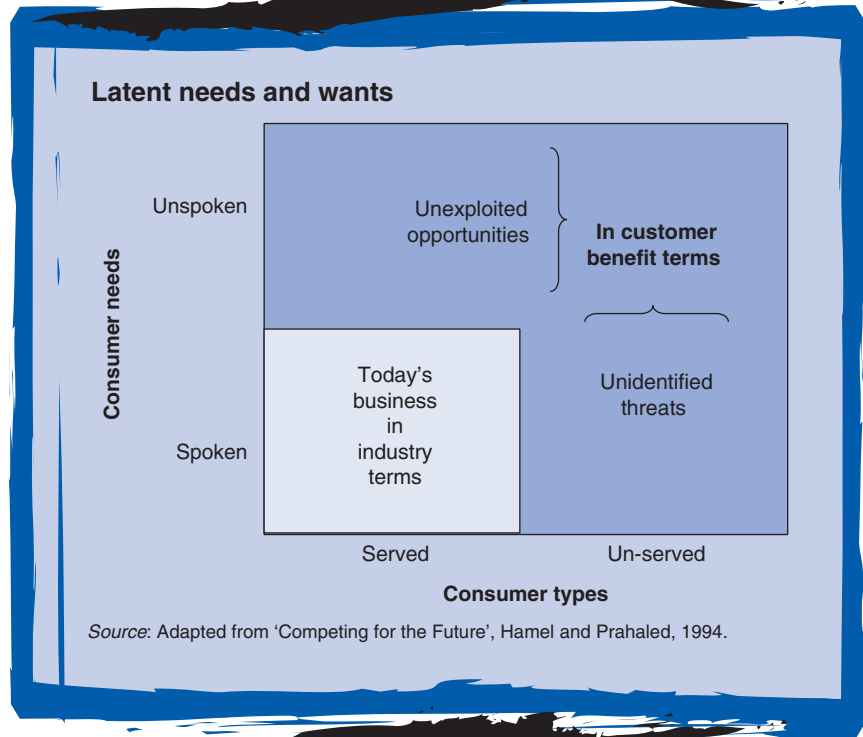 Latent needs and wants
Unspoken
Unexploited
opportunities
In customer
benefit terms
Consumer needs
Today's
business
in
industry
terms
Unidentified
threats
Spoken
Served
Un-served
Consumer types
Source: Adapted from ‘Competing for the Future’, Hamel and Prahaled, 1994.